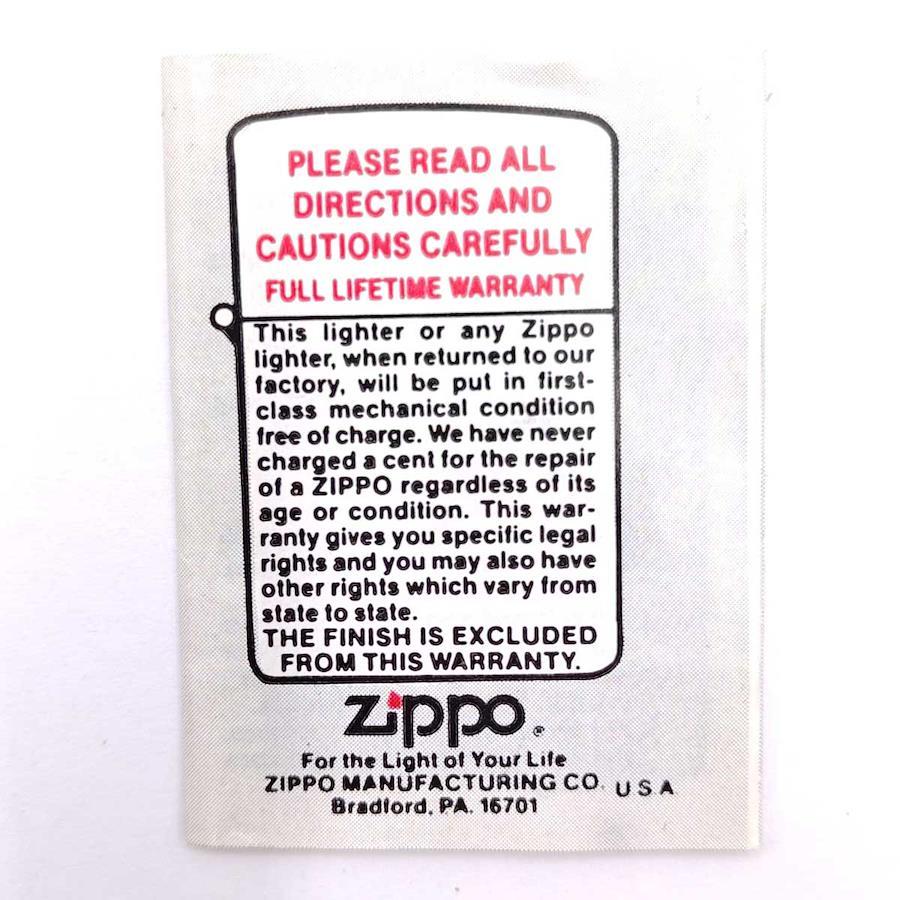 PLEASE READ ALL
DIRECTIONS AND
CAUTIONS CAREFULLY
FULL LIFETIME WARRANTY
This lighter or any Zippo
lighter, when returned to our
factory, will be put in first-
class mechanical condition
free of charge. We have never
charged a cent for the repair
of a ZIPPO regardless of its
age or condition. This war-
ranty gives you specific legal
rights and you may also have
other rights which vary from
state to state.
THE FINISH IS EXCLUDED
FROM THIS WARRANTY.
Zippo®
For the Light of Your Life
ZIPPO MANUFACTURING CO. USA
Bradford, PA. 16701